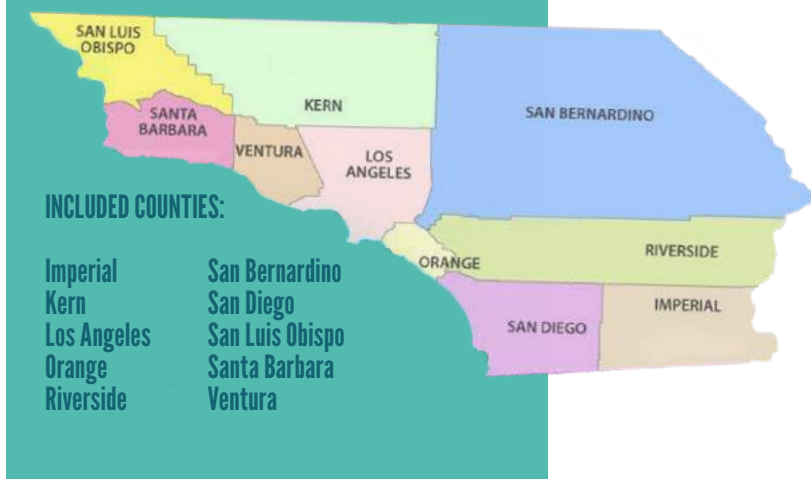 SAN LUIS
OBISPO
KERN
SAN BERNARDINO
SANTA
BARBARA
VENTURA
LOS
ANGELES
ORANGE
RIVERSIDE
SAN DIEGO
IMPERIAL
INCLUDED COUNTIES:
Imperial
Kern
Los Angeles
Orange
Riverside
San Bernardino
San Diego
San Luis Obispo
Santa Barbara
Ventura